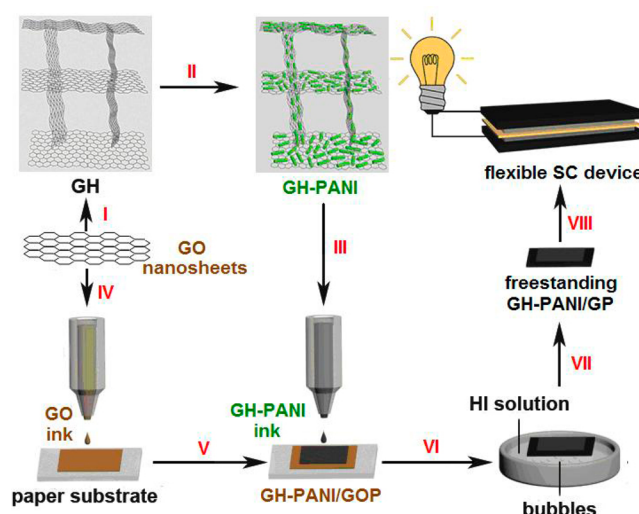 II
GH
GH-PANI
flexible SC device
I
GO
nanosheets
III
VIII
IV
freestanding
GH-PANI/GP
VII
GO
ink
GH-PANI
ink
HI solution
V
VI
paper substrate
GH-PANI/GOP
bubbles